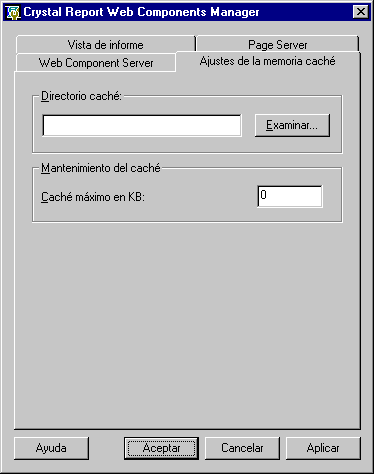 Crystal Report Web Components Manager
Vista de informe
Page Server
Web Component Server
Ajustes de la memoria caché
Directorio caché:
Examinar...
Mantenimiento del caché
Caché máximo en KB:
0
Ayuda
Aceptar
Cancelar
Aplicar